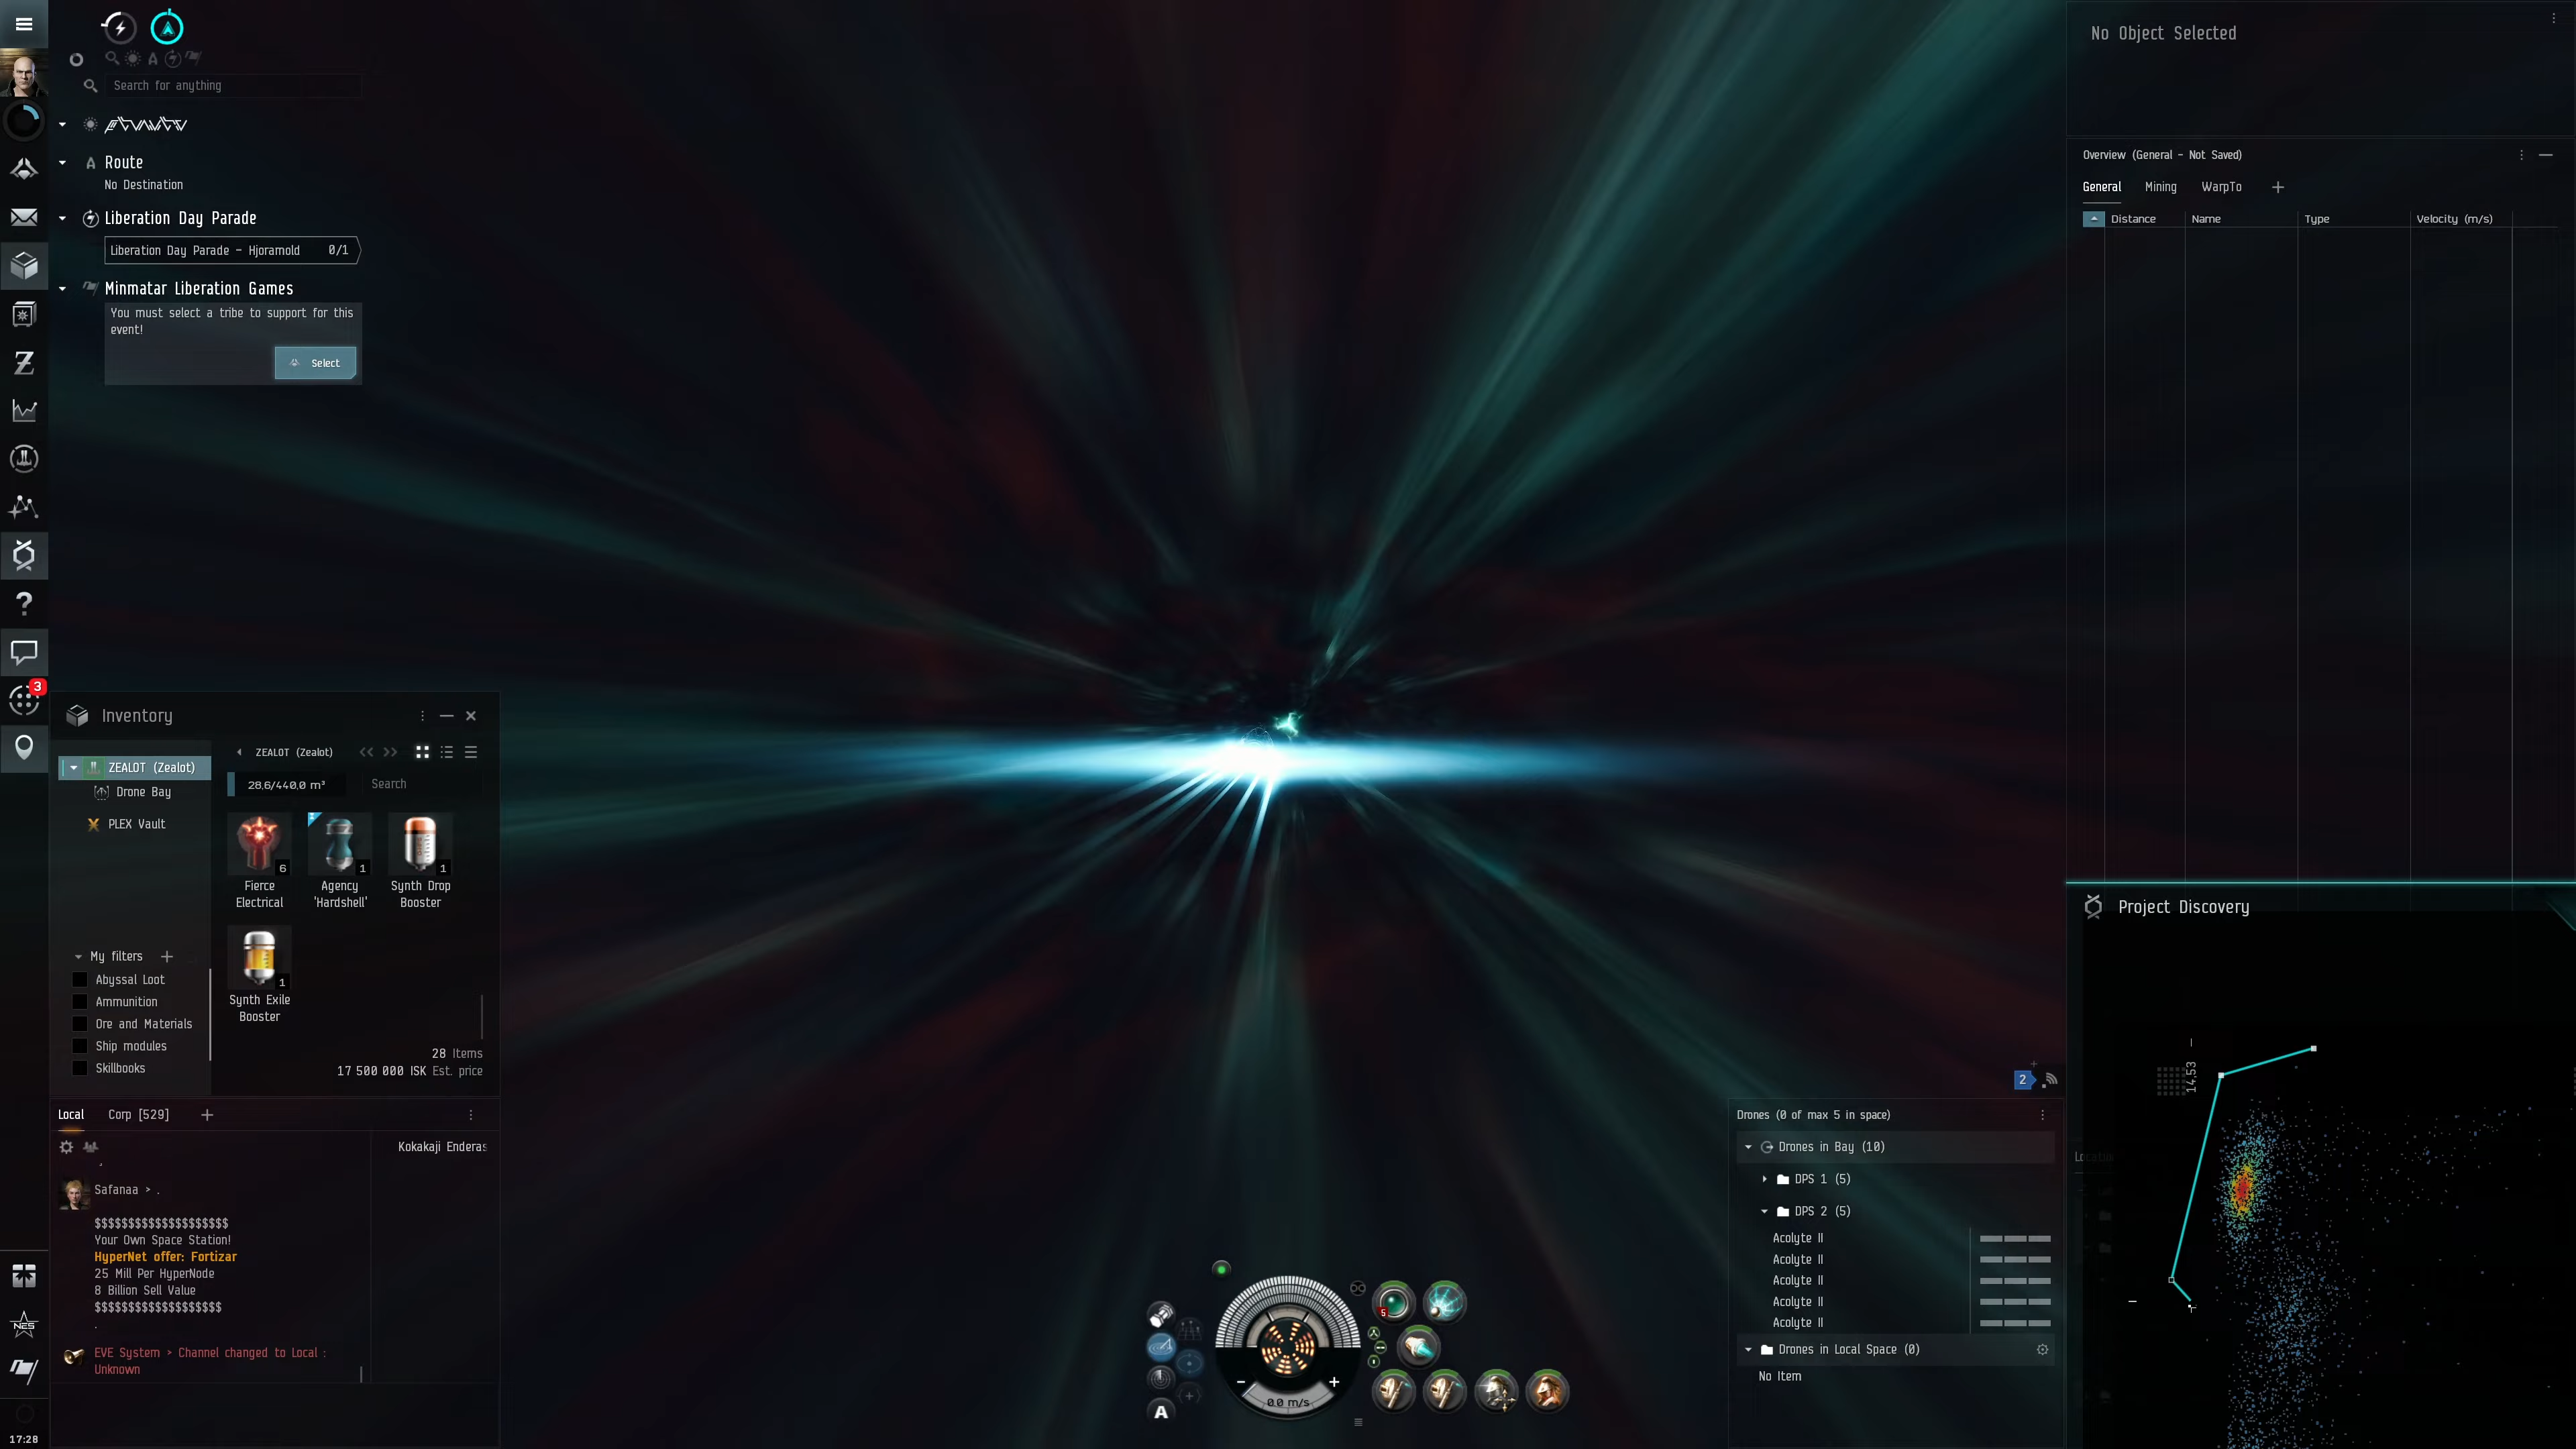 Search for anything
Route
No Destination
Liberation Day Parade
Liberation Day Parade - Hjoramold 0/1
Minmatar Liberation Games
You must select a tribe to support for this
event!
Select
3
Inventory
ZEALOT (Zealot)
Drone Bay
PLEX Vault
ZEALOT (Zealot)
28,6/440,0 m³
Search
6
Fierce
Electrical
1
Agency
'Hardshell'
1
Synth Drop
Booster
1
Synth Exile
Booster
My filters
Abyssal Loot
Ammunition
Ore and Materials
Ship modules
Skillbooks
28 Items
17 500 000 ISK Est. price
Local
Corp [529]
Kokakaji Enderas
Safanaa > .
$$$$$$$$$$$$$$$$$$$$
Your Own Space Station!
HyperNet offer: Fortizar
25 Mill Per HyperNode
8 Billion Sell Value
$$$$$$$$$$$$$$$$$$$
.
EVE System > Channel changed to Local :
Unknown
NES
17:28
5
A
0,0 m/s
2
Drones (0 of max 5 in space)
Drones in Bay (10)
DPS 1 (5)
DPS 2 (5)
Acolyte II
Acolyte II
Acolyte II
Acolyte II
Acolyte II
Drones in Local Space (0)
No Item
No Object Selected
Overview (General - Not Saved)
General
Mining
WarpTo
Distance
Name
Type
Velocity (m/s)
Project Discovery
14,53